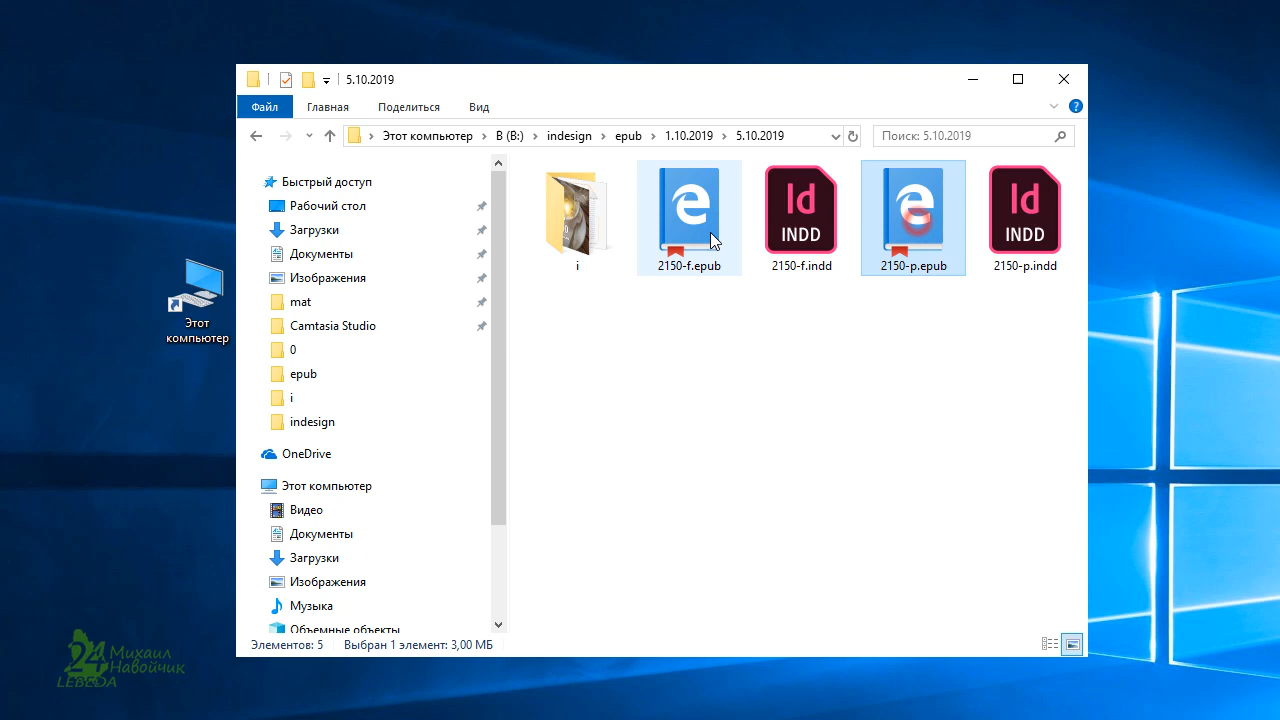 5.10.2019
Файл
Главная
Поделиться
Вид
Этот компьютер
B (B:)
indesign
epub
1.10.2019
5.10.2019
Поиск: 5.10.2019
Быстрый доступ
Рабочий стол
Загрузки
Документы
Изображения
mat
Camtasia Studio
0
epub
i
indesign
OneDrive
Этот компьютер
Видео
Документы
Загрузки
Изображения
Музыка
Объемные объекты
i
2150-f.epub
Id
INDD
2150-f.indd
2150-p.epub
Id
INDD
2150-p.indd
Элементов: 5
Выбран 1 элемент: 3,00 МБ
Этот
компьютер
24 Михаил
Навойчик
LEBEDA